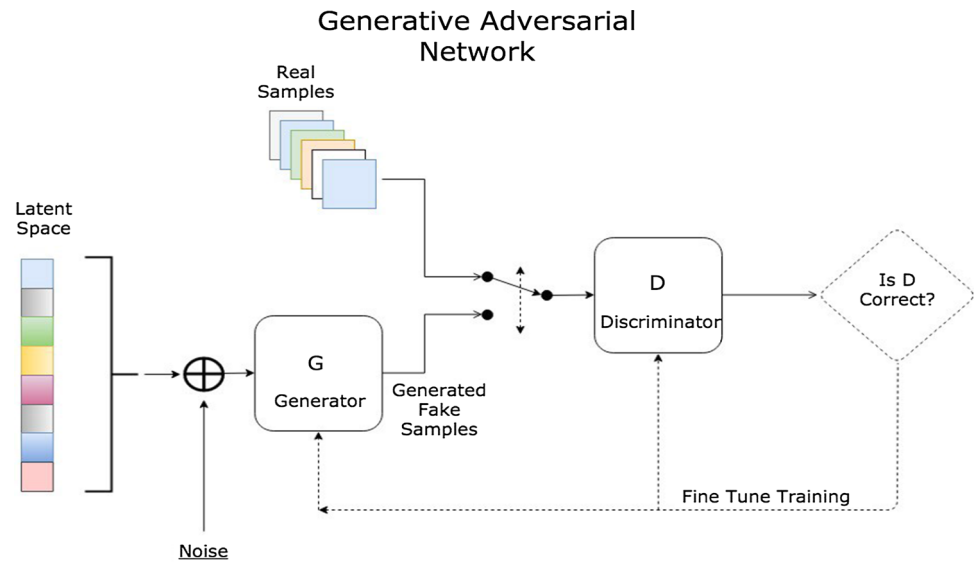 Generative Adversarial
Network
Real
Samples
Latent
Space
G
Generator
Generated
Fake
Samples
D
Discriminator
Is D
Correct?
Fine Tune Training
Noise